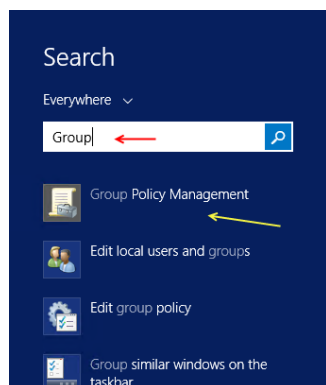 Search
Everywhere
Group
Group Policy Management
Edit local users and groups
Edit group policy
Group similar windows on the
taskbar